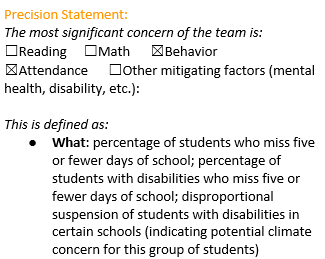 Precision Statement:
The most significant concern of the team is:
☐Reading ☐Math ☒Behavior
☒Attendance ☐Other mitigating factors (mental
health, disability, etc.):
This is defined as:
● What: percentage of students who miss five
or fewer days of school; percentage of
students with disabilities who miss five or
fewer days of school; disproportional
suspension of students with disabilities in
certain schools (indicating potential climate
concern for this group of students)